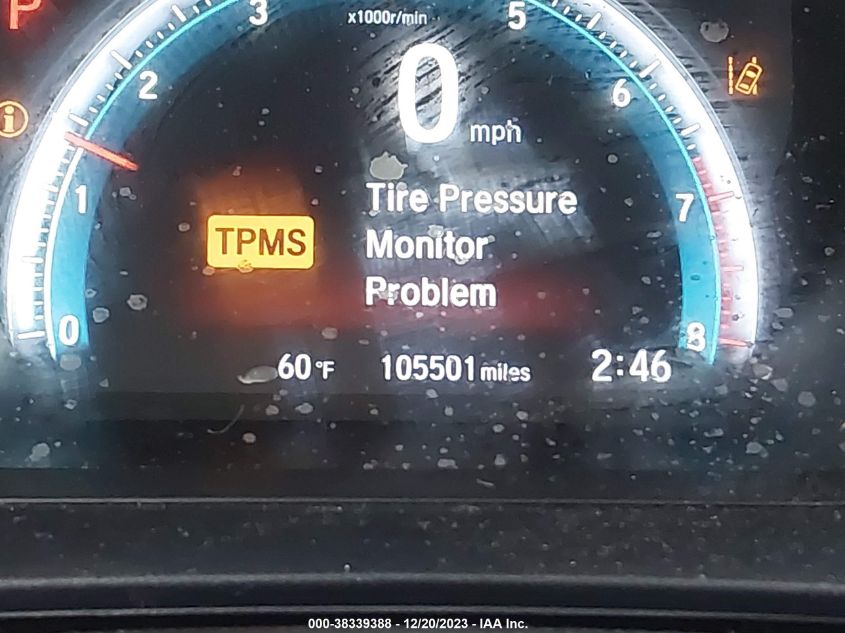 P
3
5
x1000r/min
2
6
0 mph
1
7
TPMS
Tire Pressure
Monitor
Problem
0
8
60°F
105501 miles
2:46
000-38339388 - 12/20/2023 - IAA Inc.